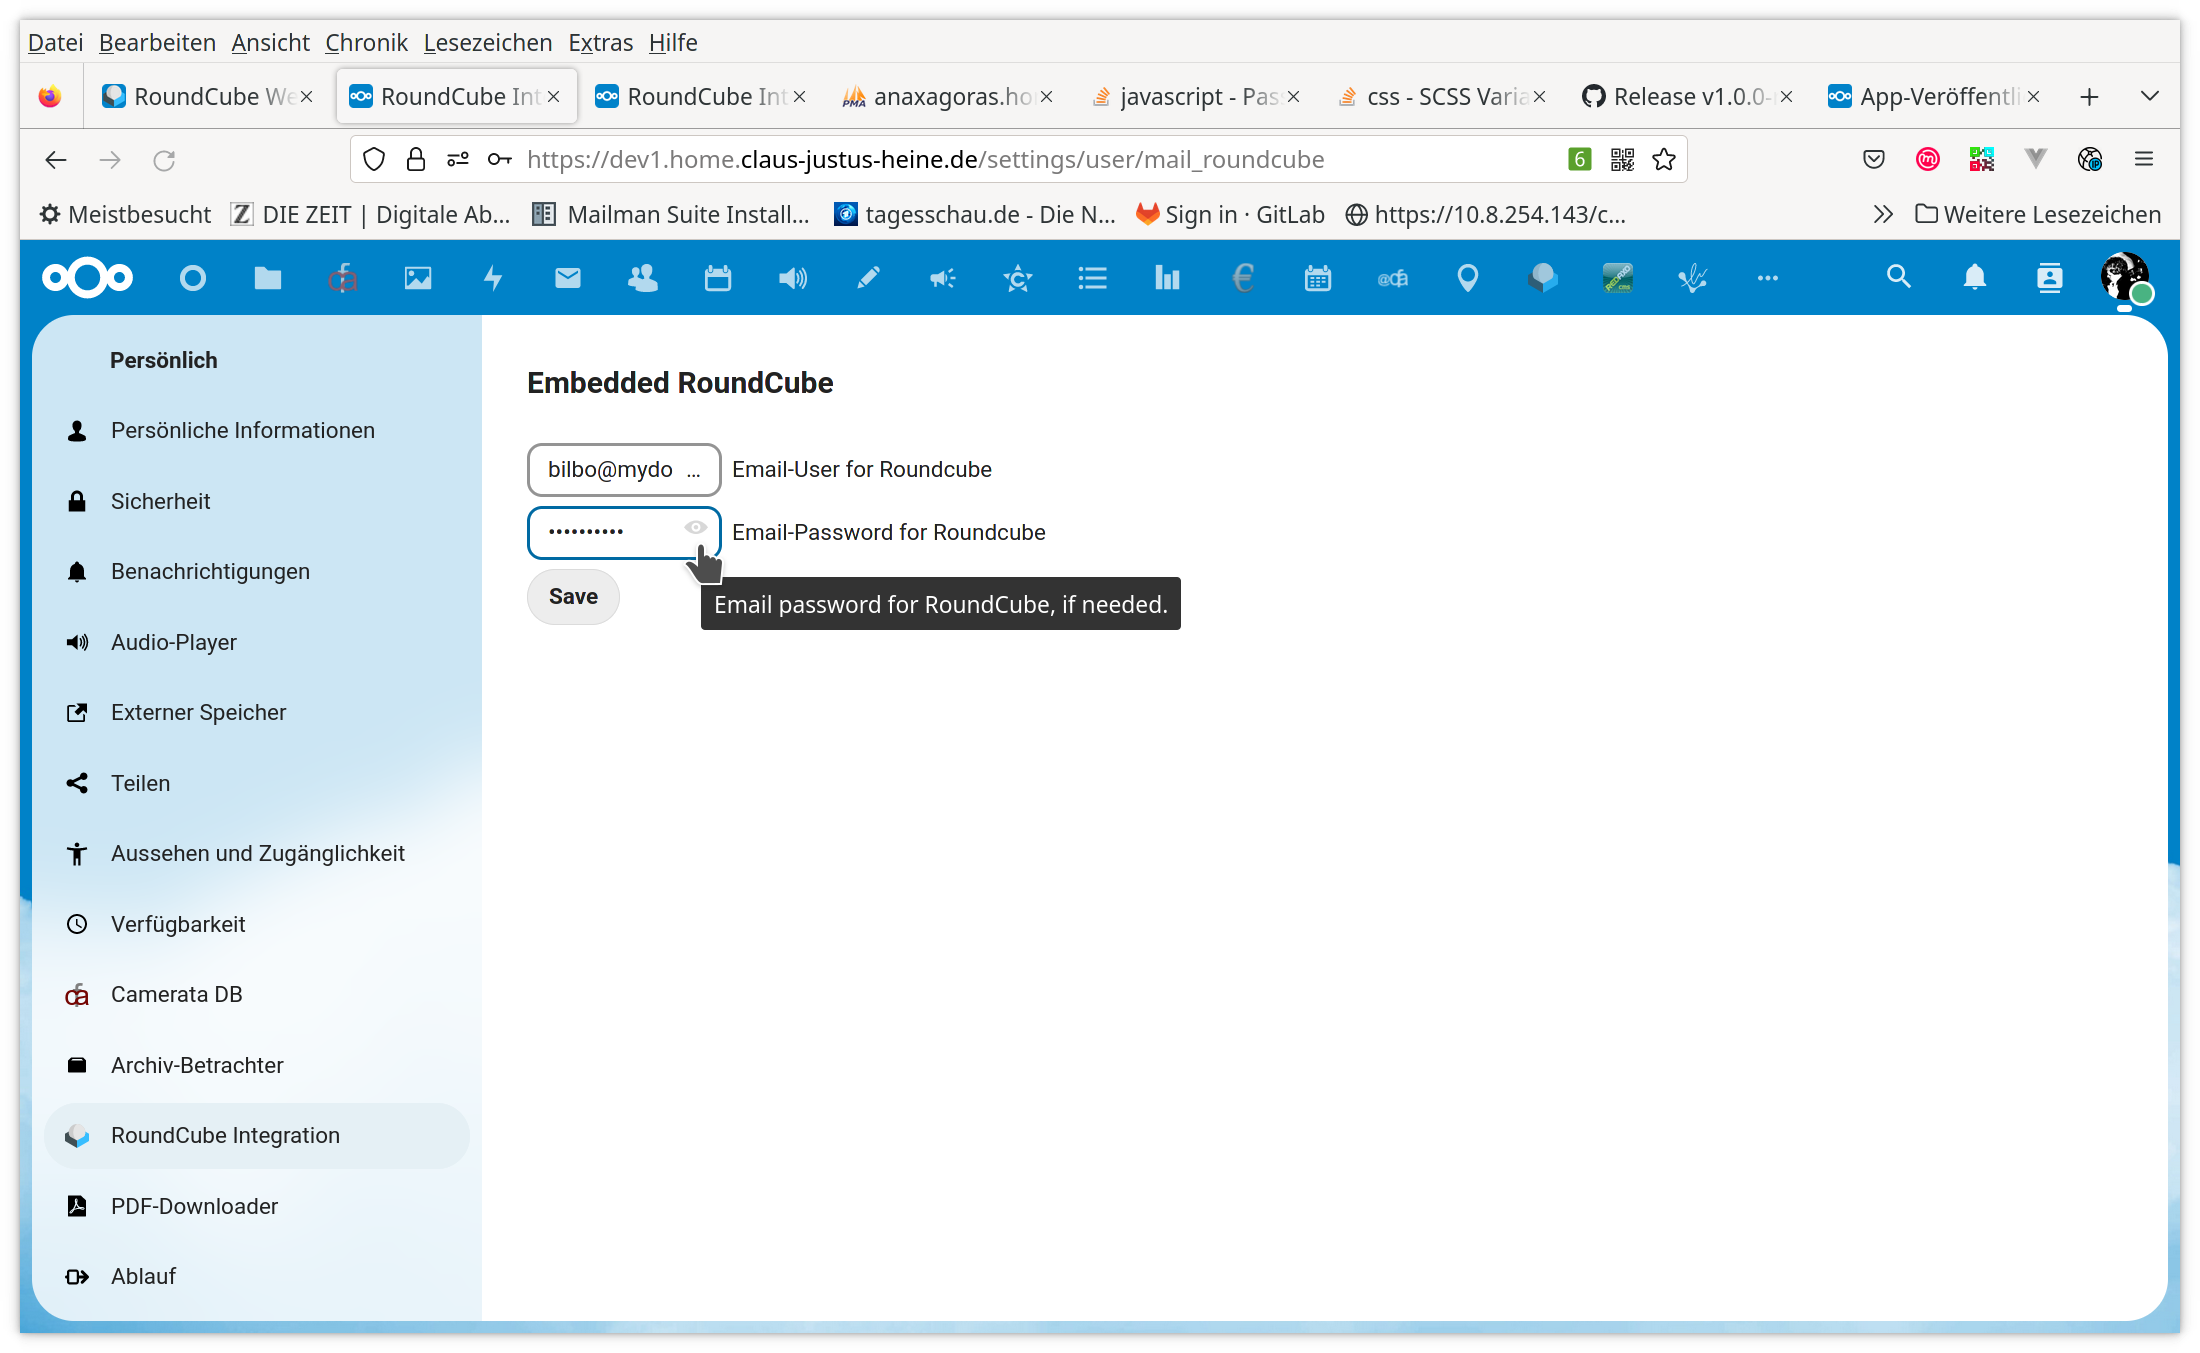 Datei Bearbeiten Ansicht Chronik Lesezeichen Extras Hilfe
RoundCube We RoundCube Int RoundCube Int anaxagoras.ho javascript - Pas css - SCSS Varia Release v1.0.0- App-Veröffentli
https://dev1.home.claus-justus-heine.de/settings/user/mail_roundcube 6
Meistbesucht DIE ZEIT | Digitale Ab... Mailman Suite Install... tagesschau.de - Die N... Sign in · GitLab https://10.8.254.143/c... Weitere Lesezeichen
Persönlich
Persönliche Informationen
Sicherheit
Benachrichtigungen
Audio-Player
Externer Speicher
Teilen
Aussehen und Zugänglichkeit
Verfügbarkeit
Camerata DB
Archiv-Betrachter
RoundCube Integration
PDF-Downloader
Ablauf
Embedded RoundCube
bilbo@mydo ... Email-User for Roundcube
•••••••••• Email-Password for Roundcube
Save
Email password for RoundCube, if needed.